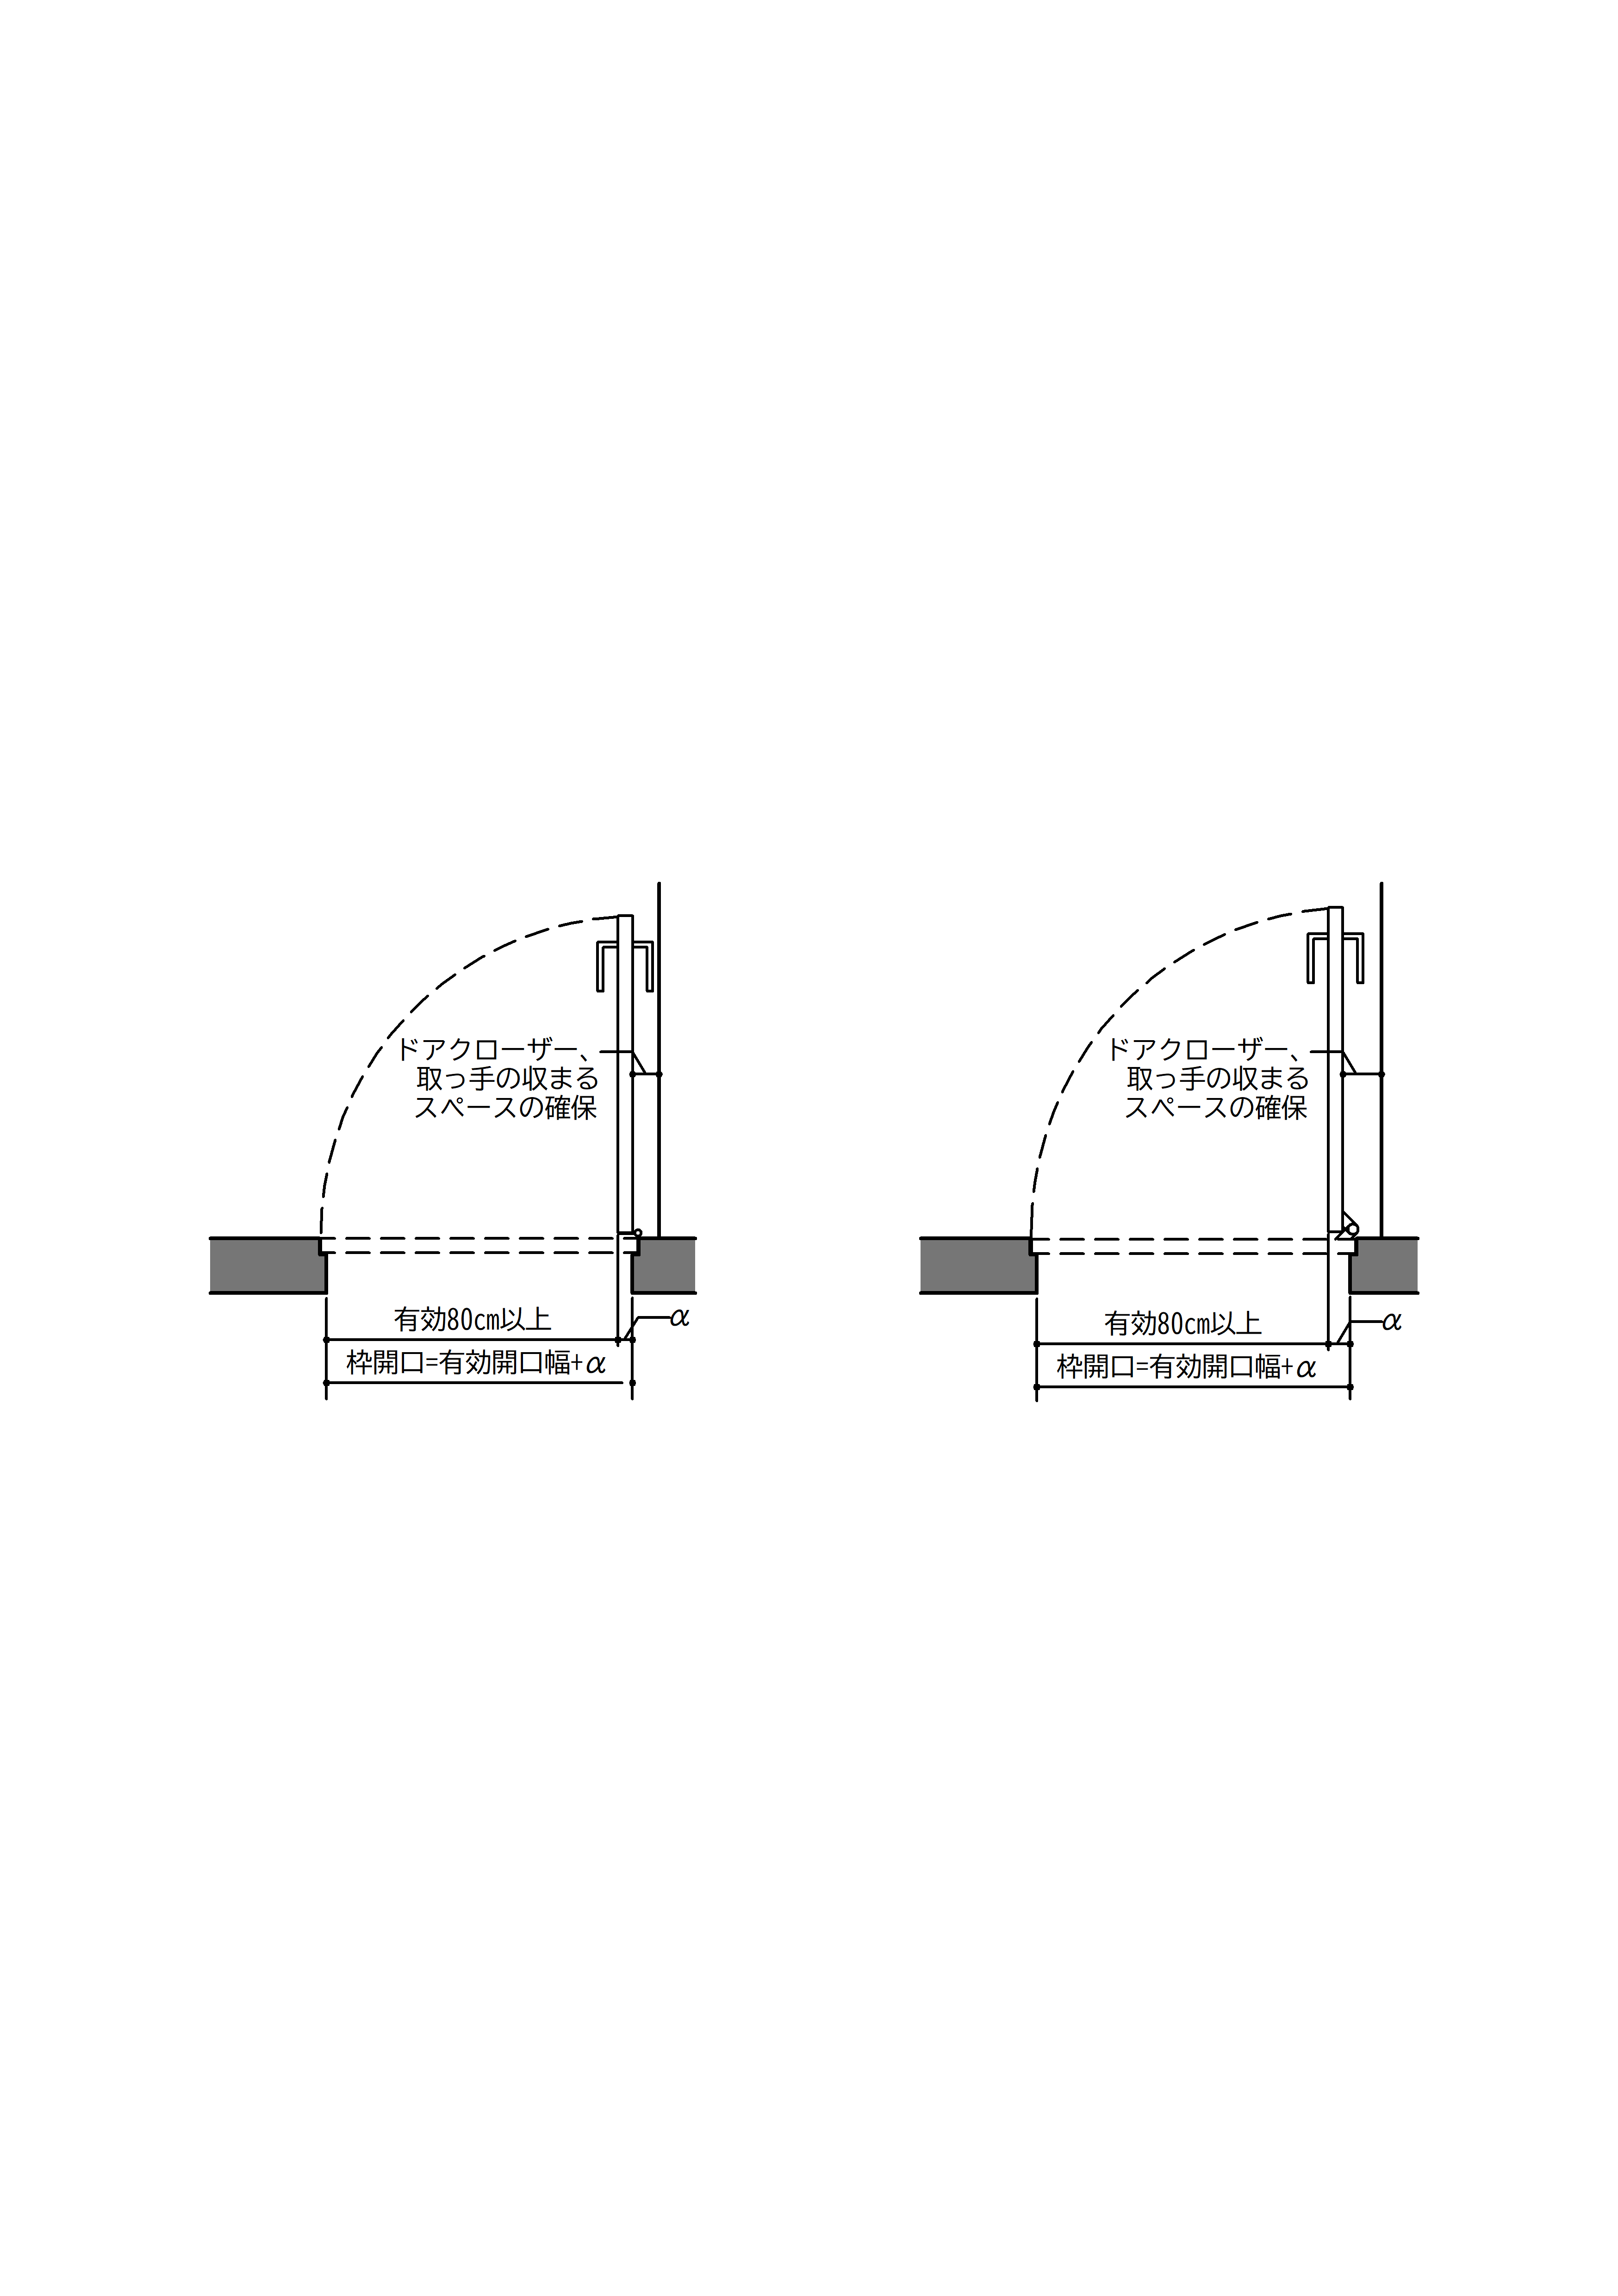 ドアクローザー、
取っ手の収まる
スペースの確保
有効80cm以上
α
枠開口=有効開口幅+α
ドアクローザー、
取っ手の収まる
スペースの確保
有効80cm以上
α
枠開口=有効開口幅+α